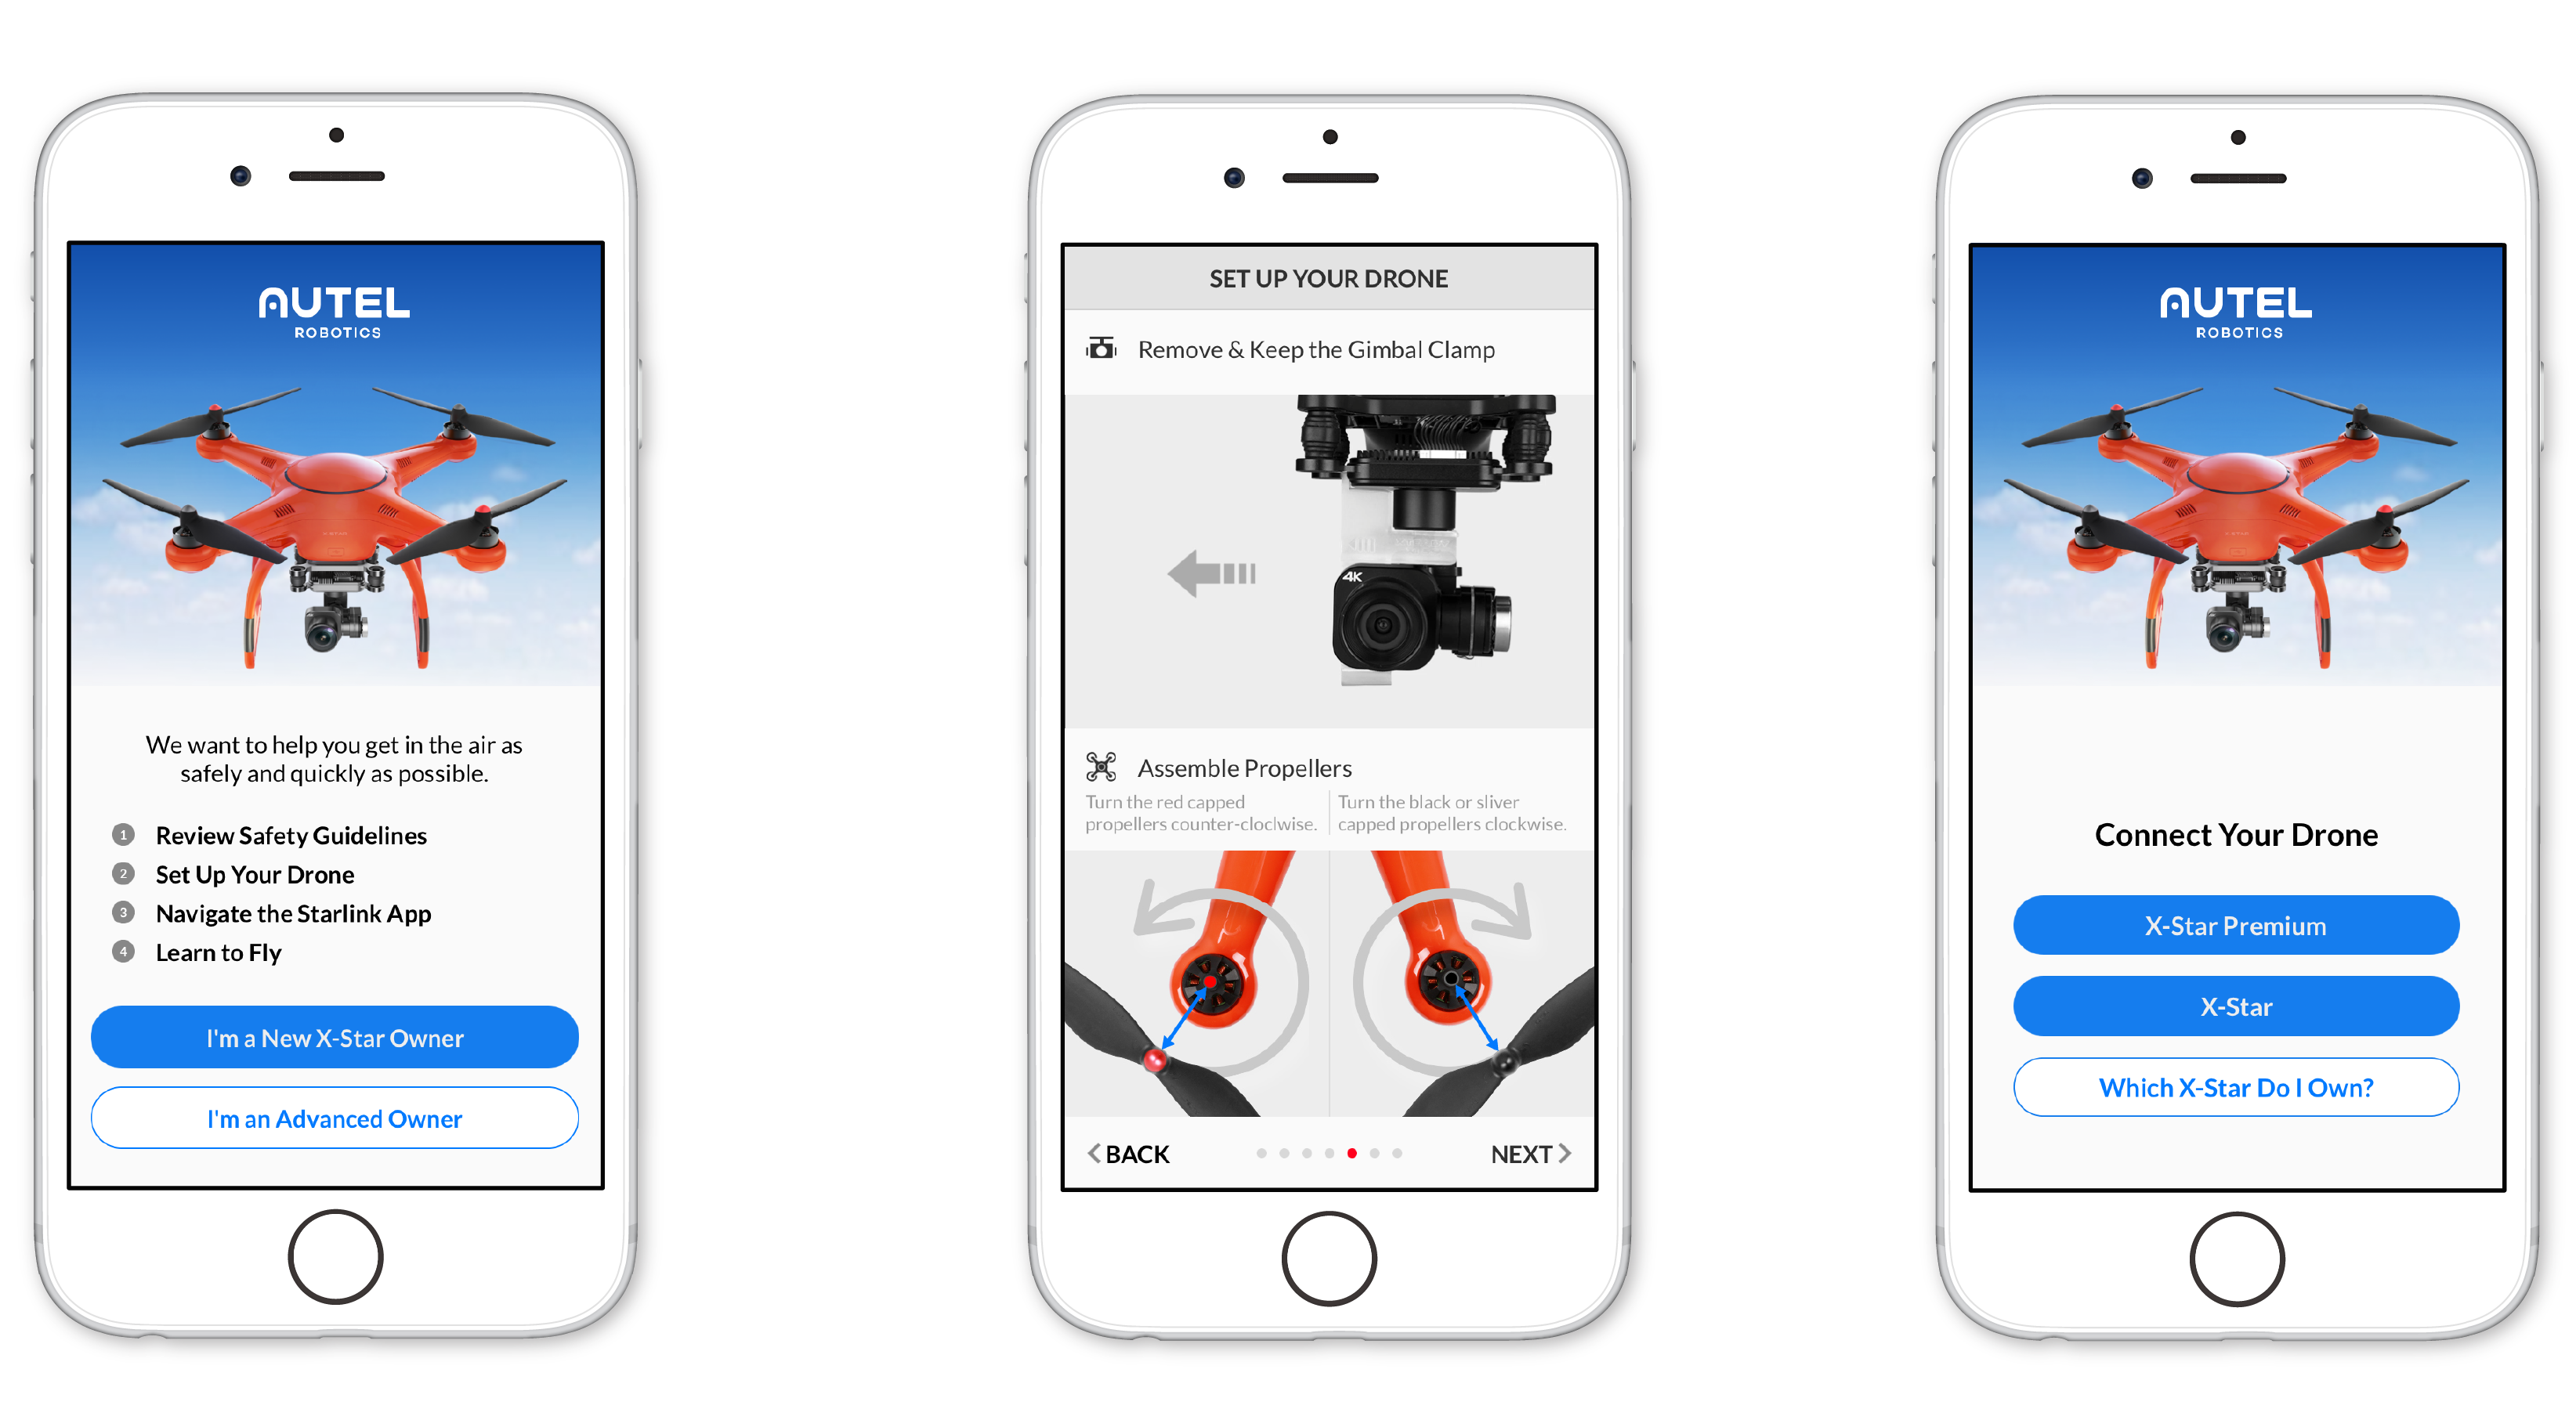 AUTEL
ROBOTICS
We want to help you get in the air as
safely and quickly as possible.
1 Review Safety Guidelines
2 Set Up Your Drone
3 Navigate the Starlink App
4 Learn to Fly
I'm a New X-Star Owner
I'm an Advanced Owner
SET UP YOUR DRONE
Remove & Keep the Gimbal Clamp
4K
Assemble Propellers
Turn the red capped
propellers counter-cloclwise.
Turn the black or sliver
capped propellers clockwise.
BACK
NEXT
AUTEL
ROBOTICS
Connect Your Drone
X-Star Premium
X-Star
Which X-Star Do I Own?